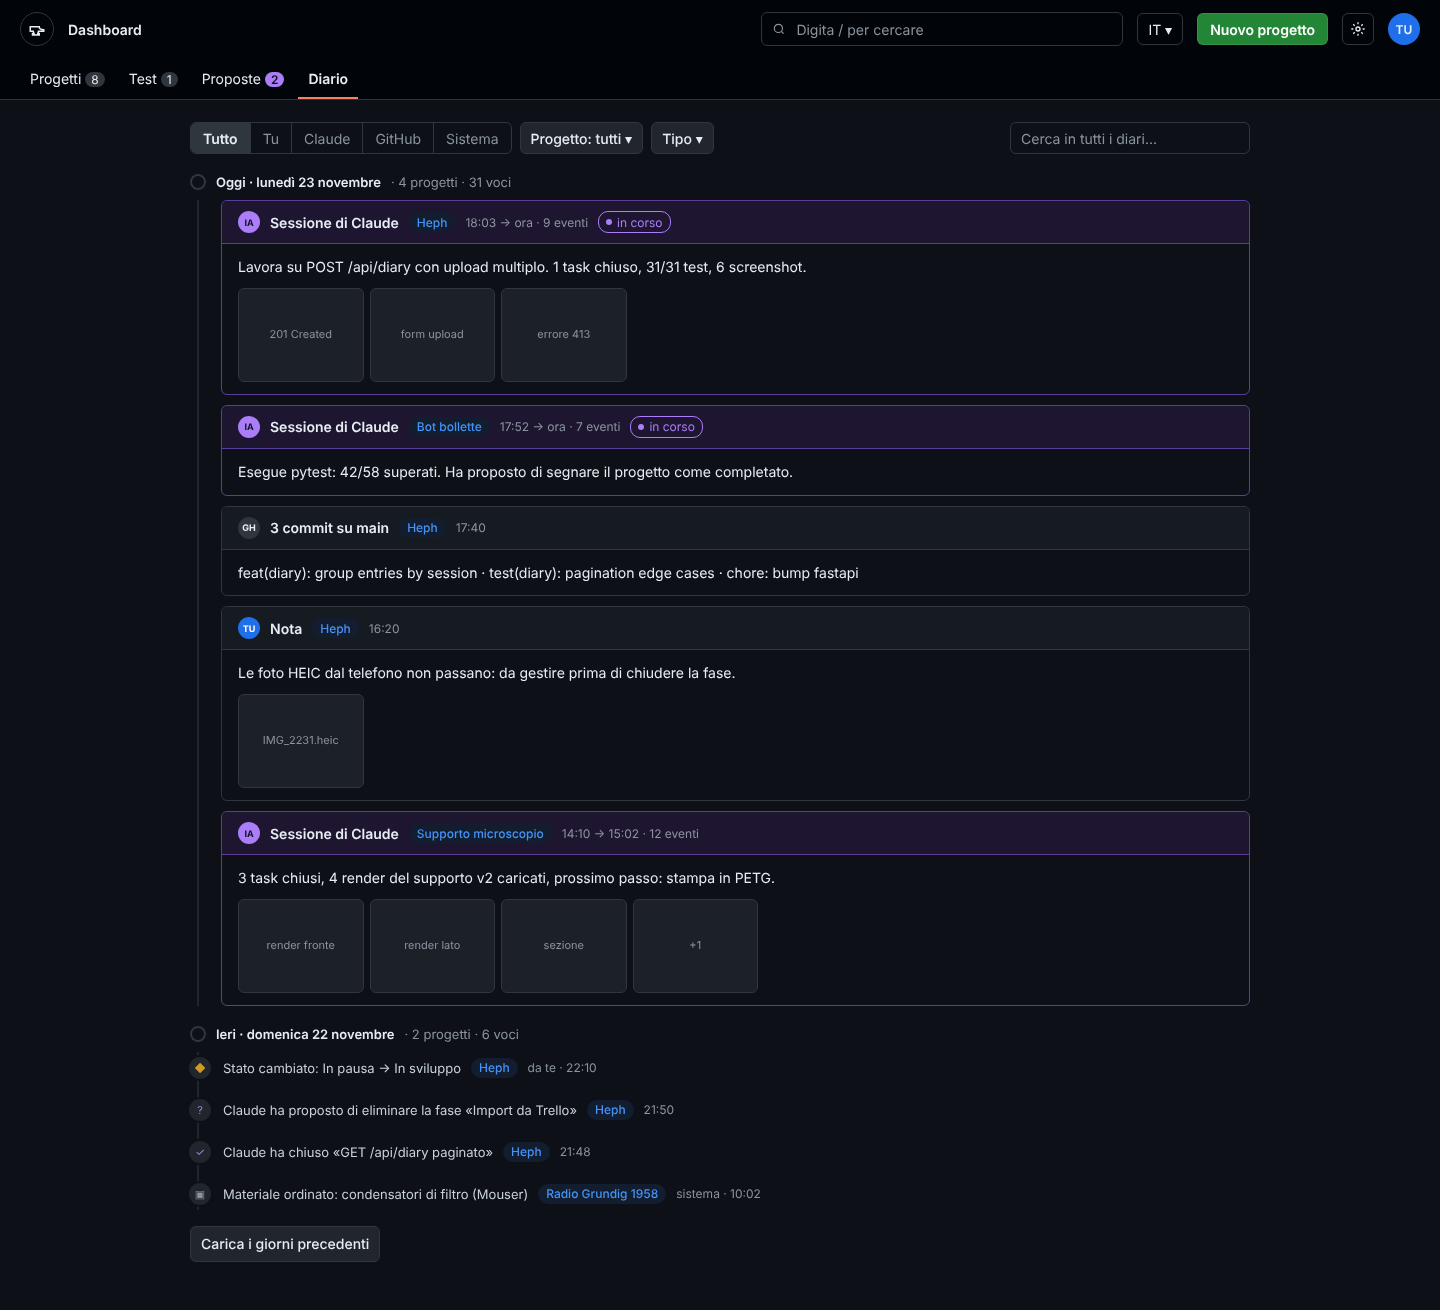 Dashboard
Digita / per cercare
IT ▾
Nuovo progetto
TU
Progetti 8
Test 1
Proposte 2
Diario
Tutto
Tu
Claude
GitHub
Sistema
Progetto: tutti ▾
Tipo ▾
Cerca in tutti i diari...
Oggi · lunedì 23 novembre · 4 progetti · 31 voci
IA Sessione di Claude Heph 18:03 → ora · 9 eventi in corso
Lavora su POST /api/diary con upload multiplo. 1 task chiuso, 31/31 test, 6 screenshot.
201 Created
form upload
errore 413
IA Sessione di Claude Bot bollette 17:52 → ora · 7 eventi in corso
Esegue pytest: 42/58 superati. Ha proposto di segnare il progetto come completato.
GH 3 commit su main Heph 17:40
feat(diary): group entries by session · test(diary): pagination edge cases · chore: bump fastapi
TU Nota Heph 16:20
Le foto HEIC dal telefono non passano: da gestire prima di chiudere la fase.
IMG_2231.heic
IA Sessione di Claude Supporto microscopio 14:10 → 15:02 · 12 eventi
3 task chiusi, 4 render del supporto v2 caricati, prossimo passo: stampa in PETG.
render fronte
render lato
sezione
+1
Ieri · domenica 22 novembre · 2 progetti · 6 voci
Stato cambiato: In pausa → In sviluppo Heph da te · 22:10
? Claude ha proposto di eliminare la fase «Import da Trello» Heph 21:50
✓ Claude ha chiuso «GET /api/diary paginato» Heph 21:48
Materiale ordinato: condensatori di filtro (Mouser) Radio Grundig 1958 sistema · 10:02
Carica i giorni precedenti